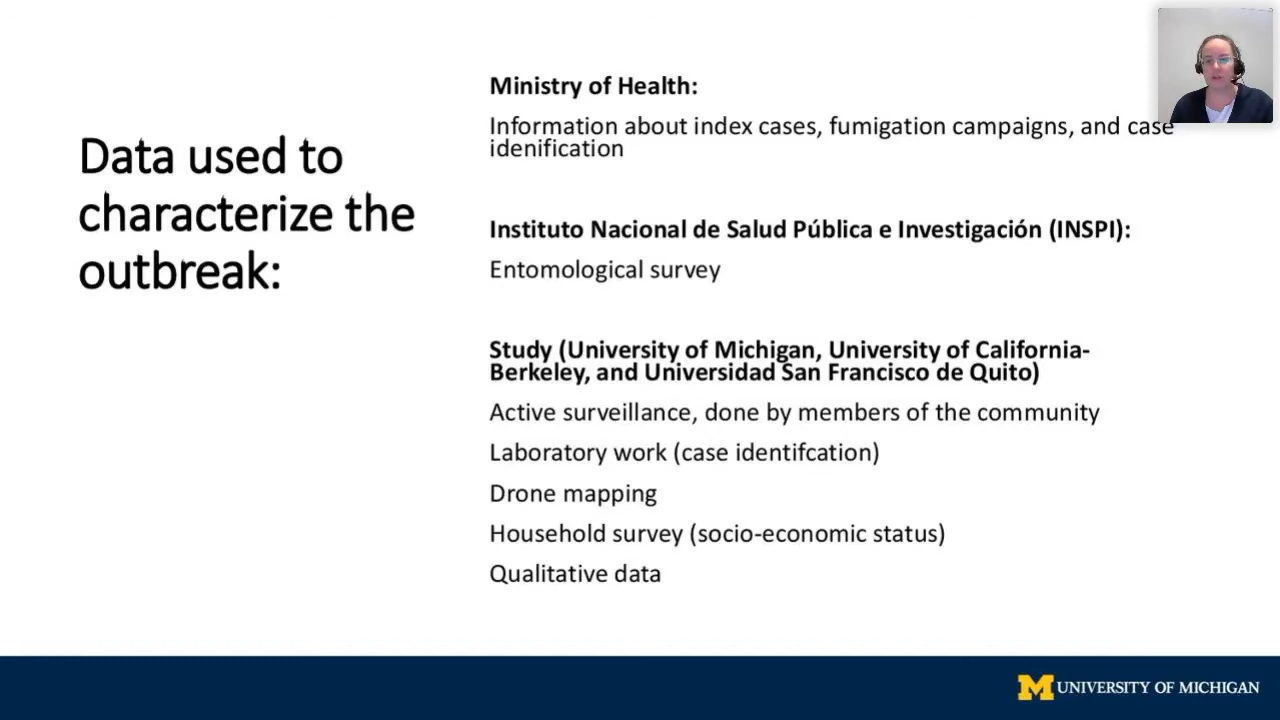 Data used to
characterize the
outbreak:
Ministry of Health:
Information about index cases, fumigation campaigns, and case
idenification
Instituto Nacional de Salud Pública e Investigación (INSPI):
Entomological survey
Study (University of Michigan, University of California-
Berkeley, and Universidad San Francisco de Quito)
Active surveillance, done by members of the community
Laboratory work (case identifcation)
Drone mapping
Household survey (socio-economic status)
Qualitative data
M UNIVERSITY OF MICHIGAN